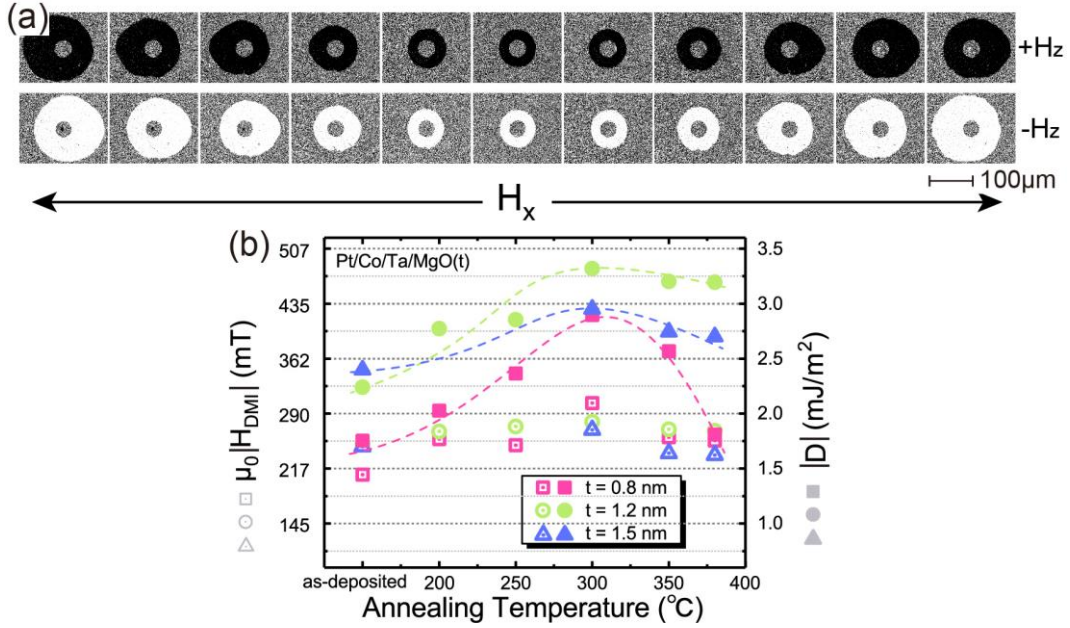 (a)
+Hz
-Hz
100μm
Hx
(b)
Pt/Co/Ta/MgO(t)
507
435
362
290
217
145
μ0|HDMI| (mT)
3.5
3.0
2.5
2.0
1.5
1.0
|D| (mJ/m²)
t = 0.8 nm
t = 1.2 nm
t = 1.5 nm
as-deposited 200 250 300 350 400
Annealing Temperature (℃)